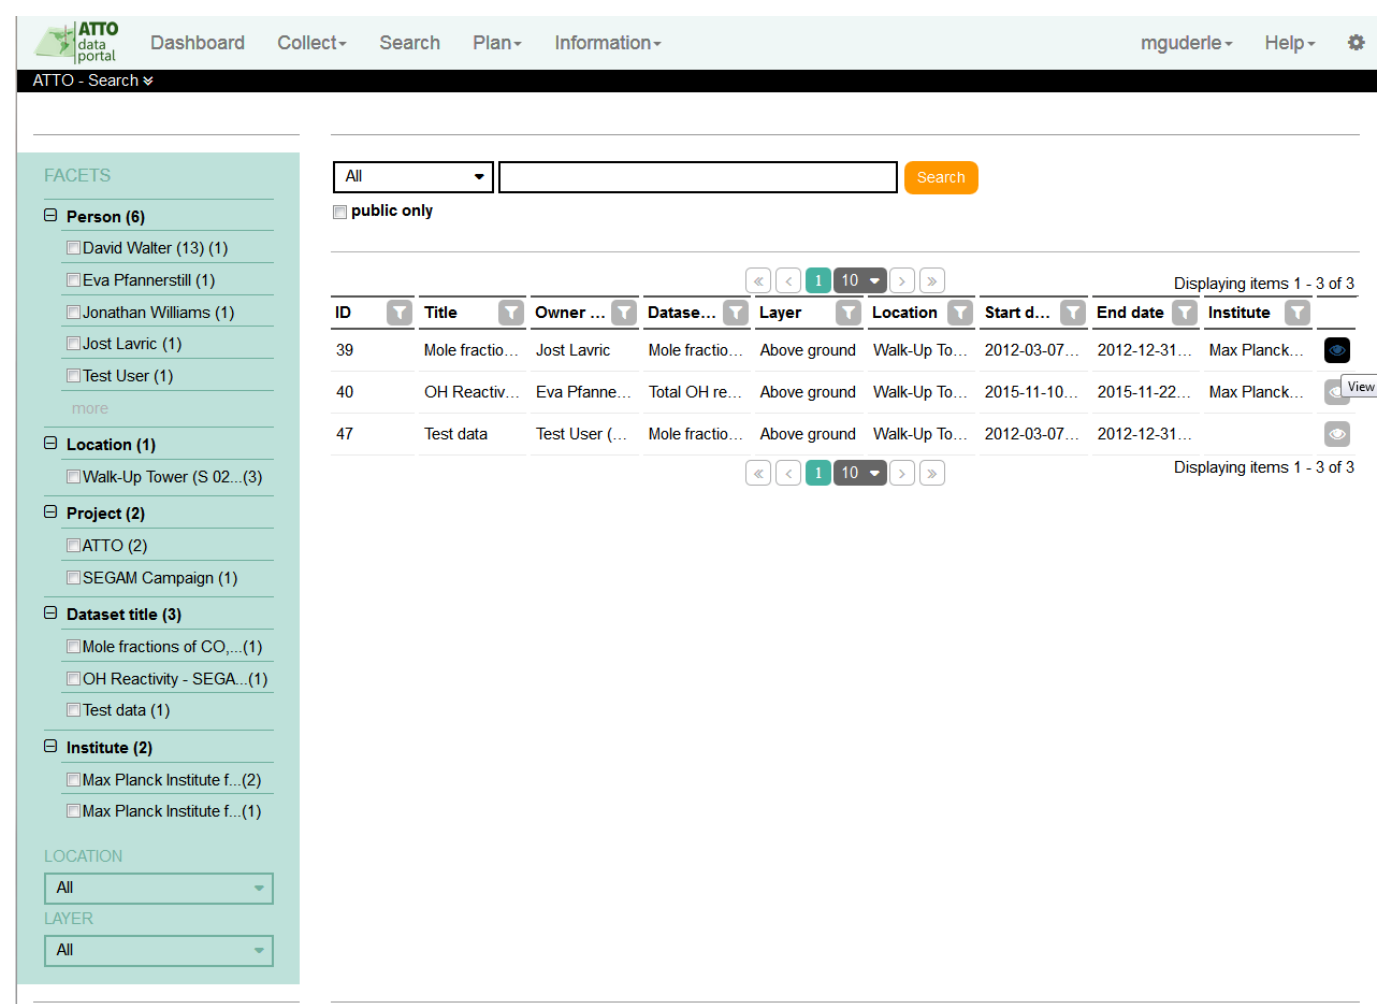 ATTO
data
portal
Dashboard Collect Search Plan Information mguderle Help
ATTO - Search
FACETS
Person (6)
David Walter (13) (1)
Eva Pfannerstill (1)
Jonathan Williams (1)
Jost Lavric (1)
Test User (1)
more
Location (1)
Walk-Up Tower (S 02...(3)
Project (2)
ATTO (2)
SEGAM Campaign (1)
Dataset title (3)
Mole fractions of CO,...(1)
OH Reactivity - SEGA...(1)
Test data (1)
Institute (2)
Max Planck Institute f...(2)
Max Planck Institute f...(1)
LOCATION
All
LAYER
All
All Search
public only
« < 1 10 > » Displaying items 1 - 3 of 3
ID Title Owner ... Datase... Layer Location Start d... End date Institute
39 Mole fractio... Jost Lavric Mole fractio... Above ground Walk-Up To... 2012-03-07... 2012-12-31... Max Planck...
View
40 OH Reactiv... Eva Pfanne... Total OH re... Above ground Walk-Up To... 2015-11-10... 2015-11-22... Max Planck...
47 Test data Test User (... Mole fractio... Above ground Walk-Up To... 2012-03-07... 2012-12-31...
« < 1 10 > » Displaying items 1 - 3 of 3